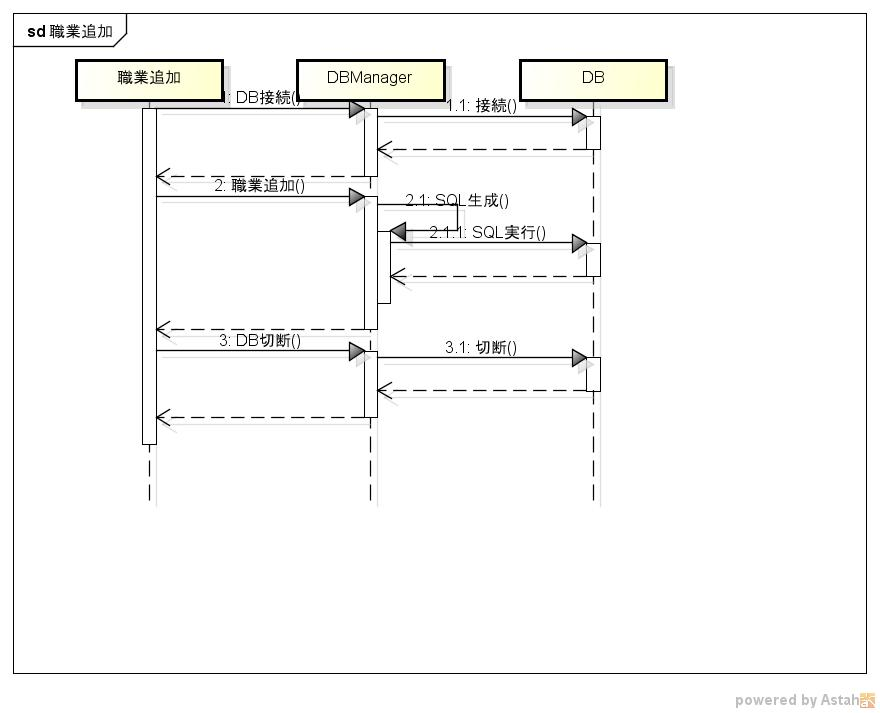 sd 職業追加
職業追加
DBManager
DB
1: DB接続()
1.1: 接続()
2: 職業追加()
2.1: SQL生成()
2.1.1: SQL実行()
3: DB切断()
3.1: 切断()
powered by Astah